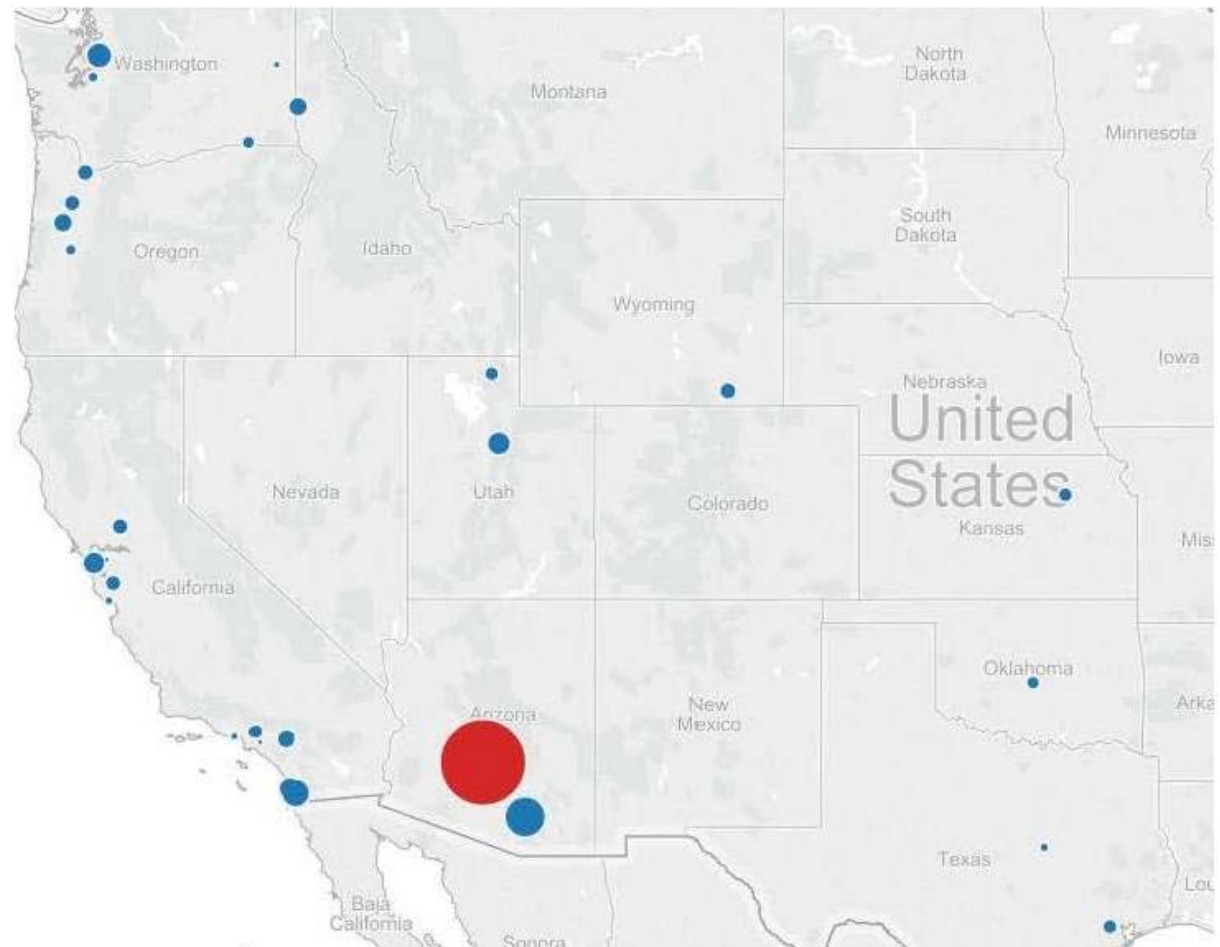 Washington
North
Dakota
Montana
Minnesota
South
Dakota
Oregon
Idaho
Wyoming
Iowa
Nebraska
United
States
Nevada
Utah
Colorado
Kansas
Mis
California
Oklahoma
Arka
Arizona
New
Mexico
Texas
Lou
Baja
California
Sonora